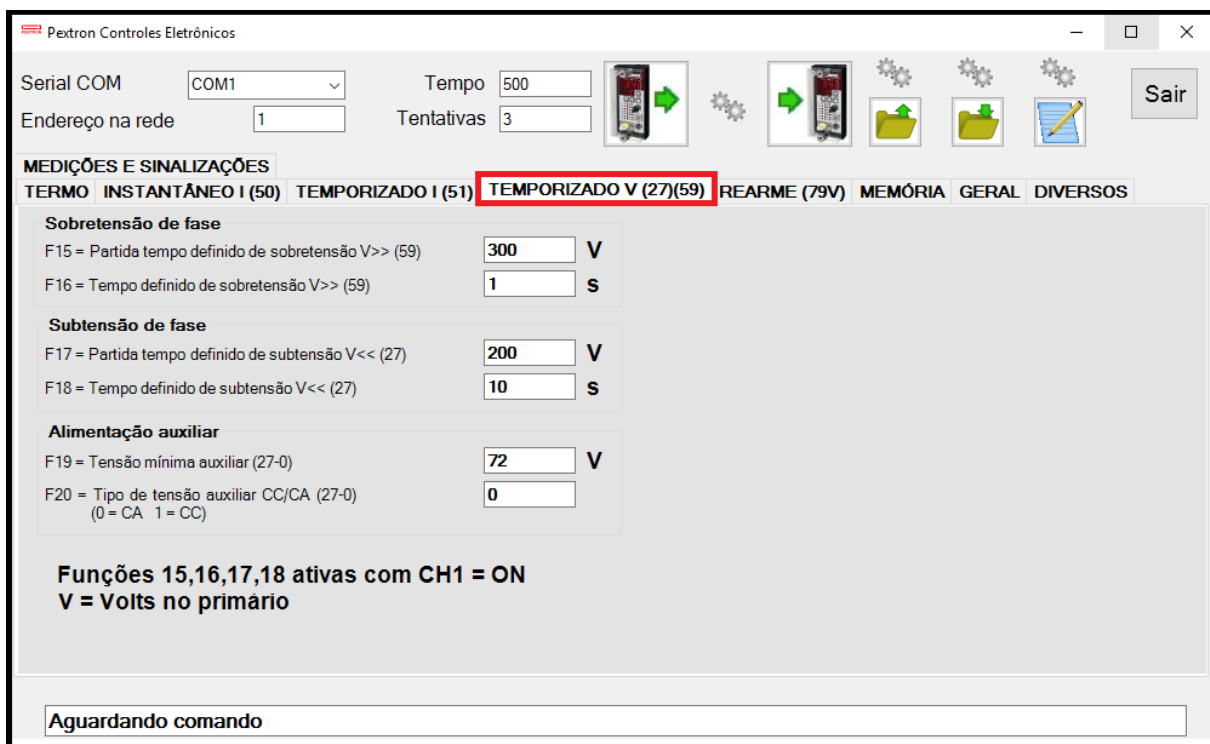 PEXTRON Pextron Controles Eletrônicos
Serial COM COM1 Tempo 500
Endereço na rede 1 Tentativas 3
Sair
MEDIÇÕES E SINALIZAÇÕES
TERMO INSTANTÂNEO I (50) TEMPORIZADO I (51) TEMPORIZADO V (27)(59) REARME (79V) MEMÓRIA GERAL DIVERSOS
Sobretensão de fase
F15 = Partida tempo definido de sobretensão V>> (59) 300 V
F16 = Tempo definido de sobretensão V>> (59) 1 s
Subtensão de fase
F17 = Partida tempo definido de subtensão V<< (27) 200 V
F18 = Tempo definido de subtensão V<< (27) 10 s
Alimentação auxiliar
F19 = Tensão mínima auxiliar (27-0) 72 V
F20 = Tipo de tensão auxiliar CC/CA (27-0) 0
(0 = CA 1 = CC)
Funções 15,16,17,18 ativas com CH1 = ON
V = Volts no primário
Aguardando comando